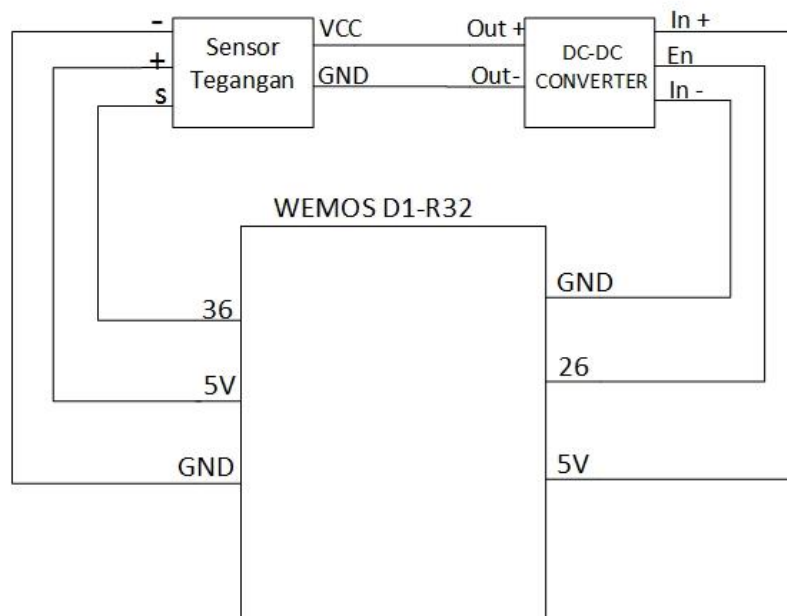 -
+
s
Sensor
Tegangan
VCC
GND
Out +
Out-
DC-DC
CONVERTER
In +
En
In -
WEMOS D1-R32
36
5V
GND
GND
26
5V